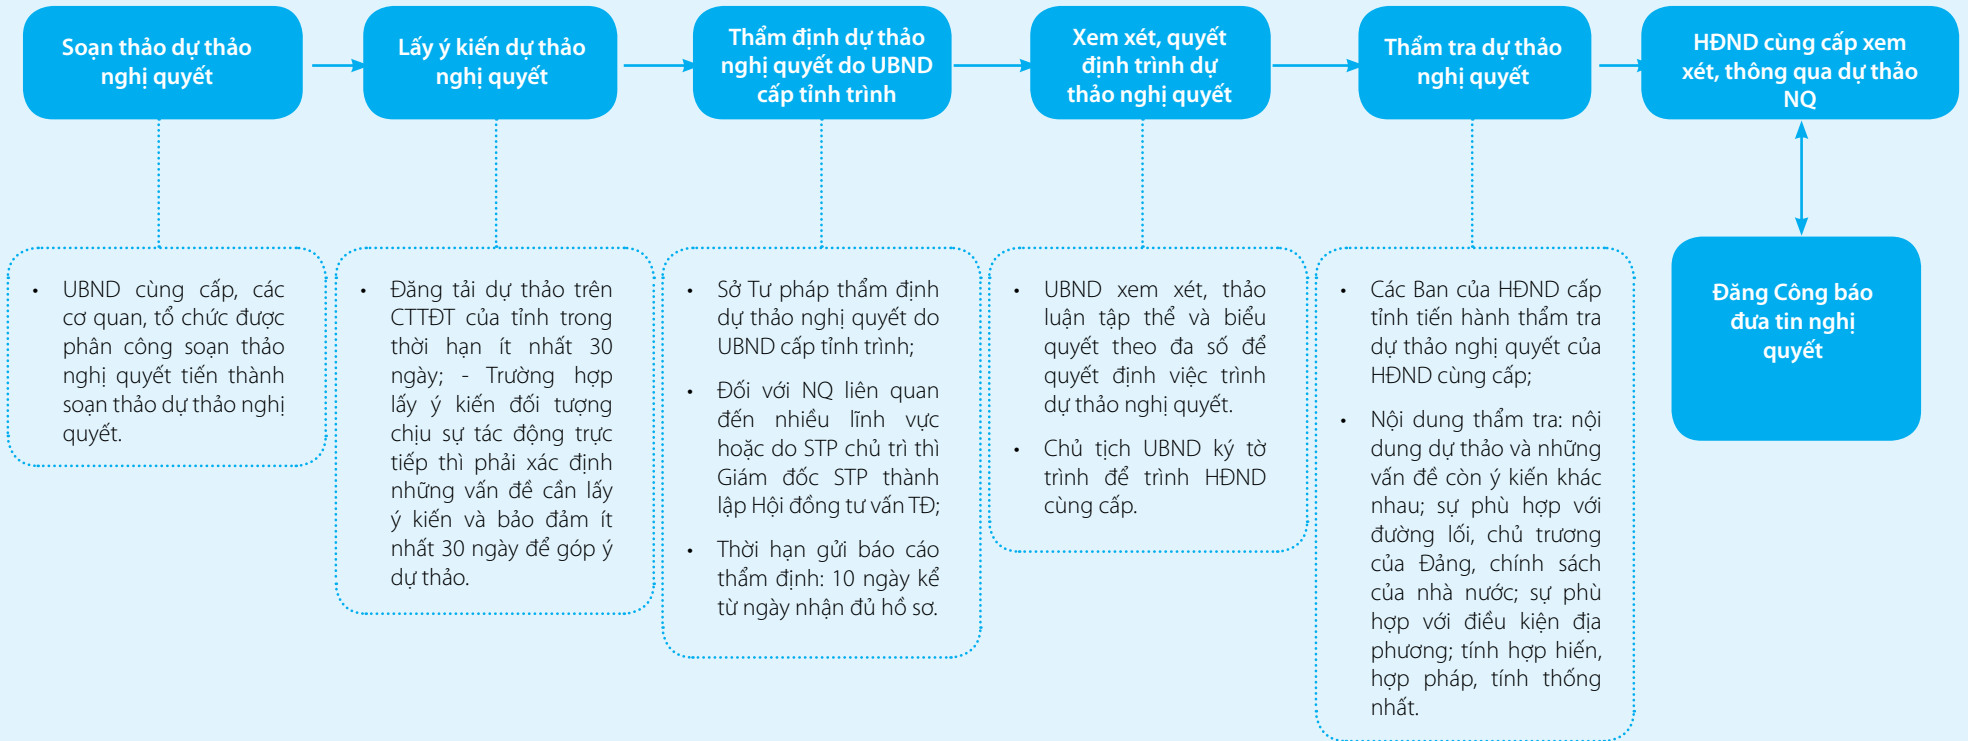 Soạn thảo dự thảo
nghị quyết
Lấy ý kiến dự thảo
nghị quyết
Thẩm định dự thảo
nghị quyết do UBND
cấp tỉnh trình
Xem xét, quyết
định trình dự
thảo nghị quyết
Thẩm tra dự thảo
nghị quyết
HĐND cùng cấp xem
xét, thông qua dự thảo
NQ
• UBND cùng cấp, các
cơ quan, tổ chức được
phân công soạn thảo
nghị quyết tiến thành
soạn thảo dự thảo nghị
quyết.
• Đăng tải dự thảo trên
CTTĐT của tỉnh trong
thời hạn ít nhất 30
ngày; - Trường hợp
lấy ý kiến đối tượng
chịu sự tác động trực
tiếp thì phải xác định
những vấn đề cần lấy
ý kiến và bảo đảm ít
nhất 30 ngày để góp ý
dự thảo.
• Sở Tư pháp thẩm định
dự thảo nghị quyết do
UBND cấp tỉnh trình;
• Đối với NQ liên quan
đến nhiều lĩnh vực
hoặc do STP chủ trì thì
Giám đốc STP thành
lập Hội đồng tư vấn TĐ;
• Thời hạn gửi báo cáo
thẩm định: 10 ngày kể
từ ngày nhận đủ hồ sơ.
• UBND xem xét, thảo
luận tập thể và biểu
quyết theo đa số để
quyết định việc trình
dự thảo nghị quyết.
• Chủ tịch UBND ký tờ
trình để trình HĐND
cùng cấp.
• Các Ban của HĐND cấp
tỉnh tiến hành thẩm tra
dự thảo nghị quyết của
HĐND cùng cấp;
• Nội dung thẩm tra: nội
dung dự thảo và những
vấn đề còn ý kiến khác
nhau; sự phù hợp với
đường lối, chủ trương
của Đảng, chính sách
của nhà nước; sự phù
hợp với điều kiện địa
phương; tính hợp hiến,
hợp pháp, tính thống
nhất.
Đăng Công báo
đưa tin nghị
quyết